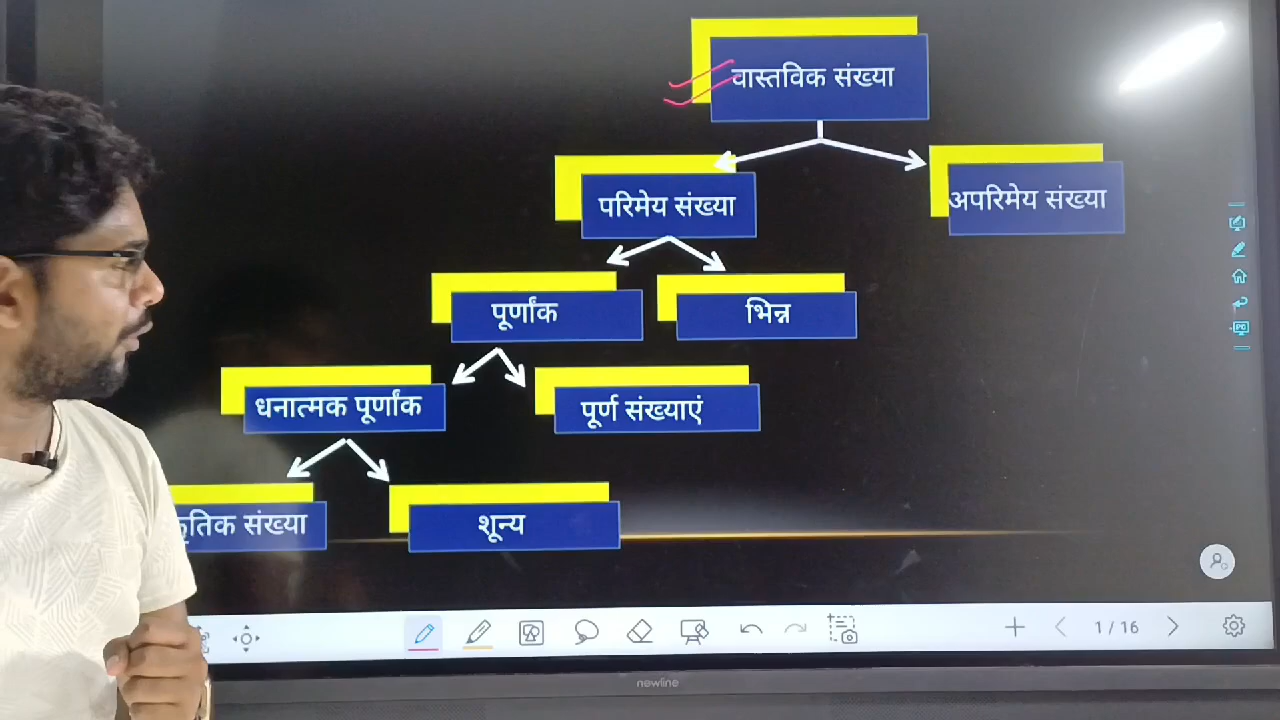 वास्तविक संख्या
परिमेय संख्या
अपरिमेय संख्या
पूर्णांक
भिन्न
धनात्मक पूर्णांक
पूर्ण संख्याएं
संख्या
शून्य
1/16
newline